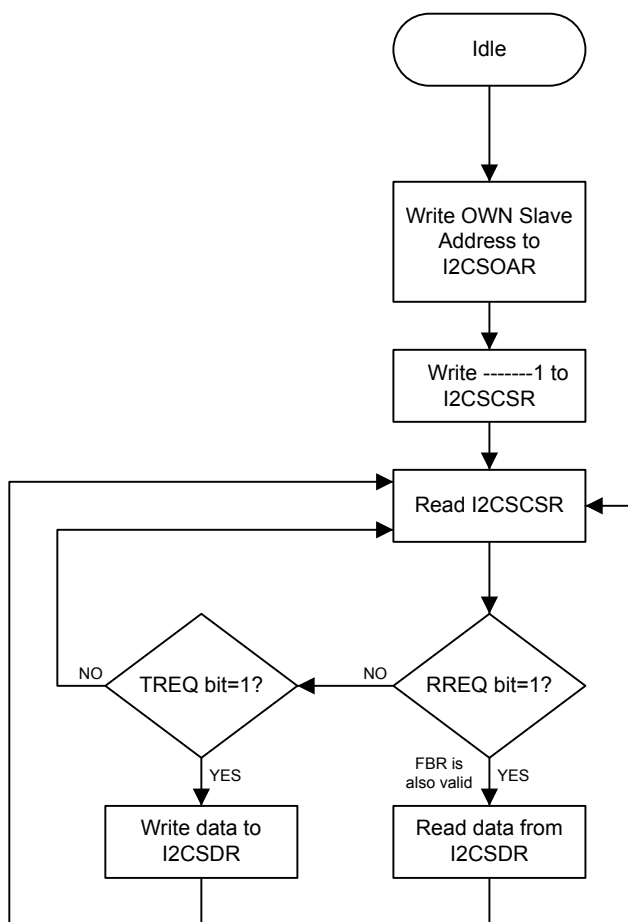 Idle
Write OWN Slave
Address to
I2CSOAR
Write -------1 to
I2CSCSR
Read I2CSCSR
TREQ bit=1?
RREQ bit=1?
NO
NO
YES
FBR is
also valid
YES
Write data to
I2CSDR
Read data from
I2CSDR